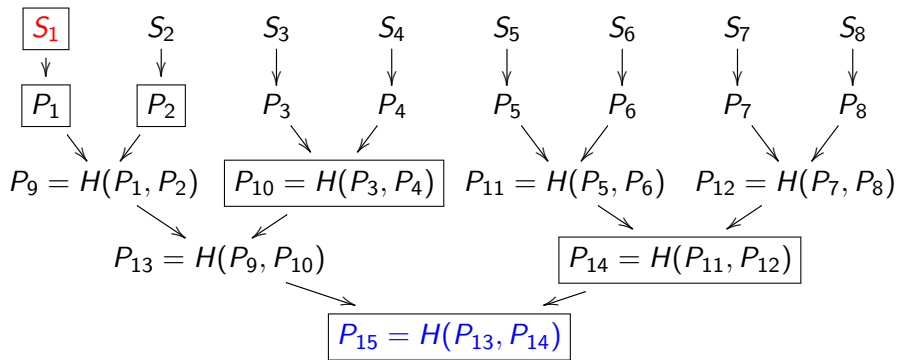 S₁ S₂ S₃ S₄ S₅ S₆ S₇ S₈
P₁ P₂ P₃ P₄ P₅ P₆ P₇ P₈
P₉ = H(P₁, P₂) P₁₀ = H(P₃, P₄) P₁₁ = H(P₅, P₆) P₁₂ = H(P₇, P₈)
P₁₃ = H(P₉, P₁₀) P₁₄ = H(P₁₁, P₁₂)
P₁₅ = H(P₁₃, P₁₄)